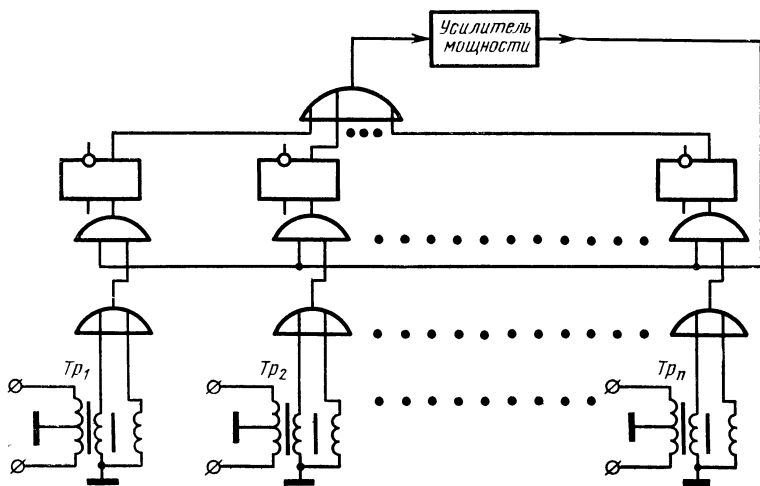 Усилитель
мощности
Тр₁
Тр₂
Трₙ